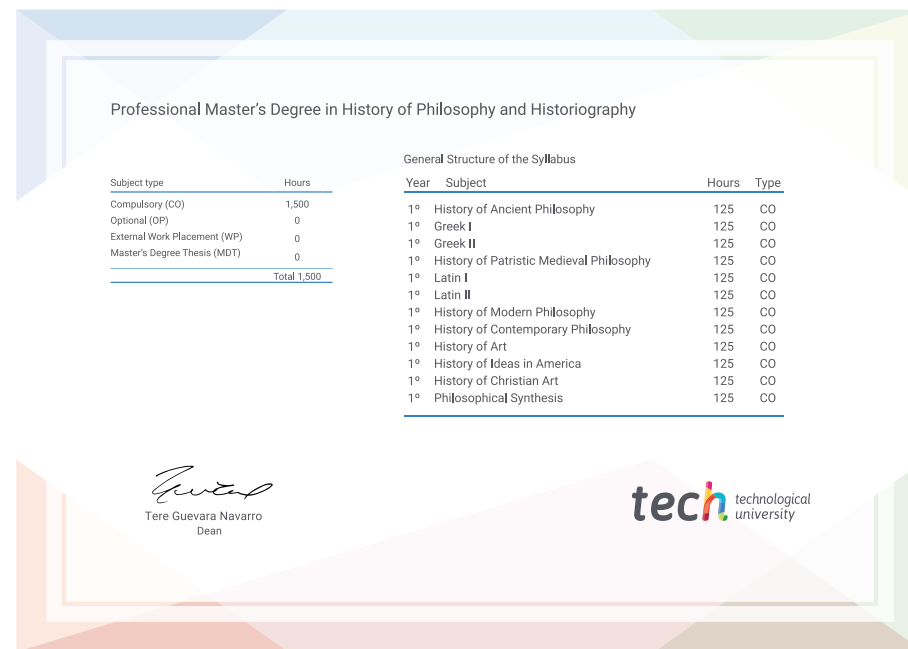 Professional Master’s Degree in History of Philosophy and Historiography
Subject type Hours
Compulsory (CO) 1,500
Optional (OP) 0
External Work Placement (WP) 0
Master’s Degree Thesis (MDT) 0
Total 1,500
General Structure of the Syllabus
Year Subject Hours Type
1º History of Ancient Philosophy 125 CO
1º Greek I 125 CO
1º Greek II 125 CO
1º History of Patristic Medieval Philosophy 125 CO
1º Latin I 125 CO
1º Latin II 125 CO
1º History of Modern Philosophy 125 CO
1º History of Contemporary Philosophy 125 CO
1º History of Art 125 CO
1º History of Ideas in America 125 CO
1º History of Christian Art 125 CO
1º Philosophical Synthesis 125 CO
Tere Guevara Navarro
Dean
tech technological
university